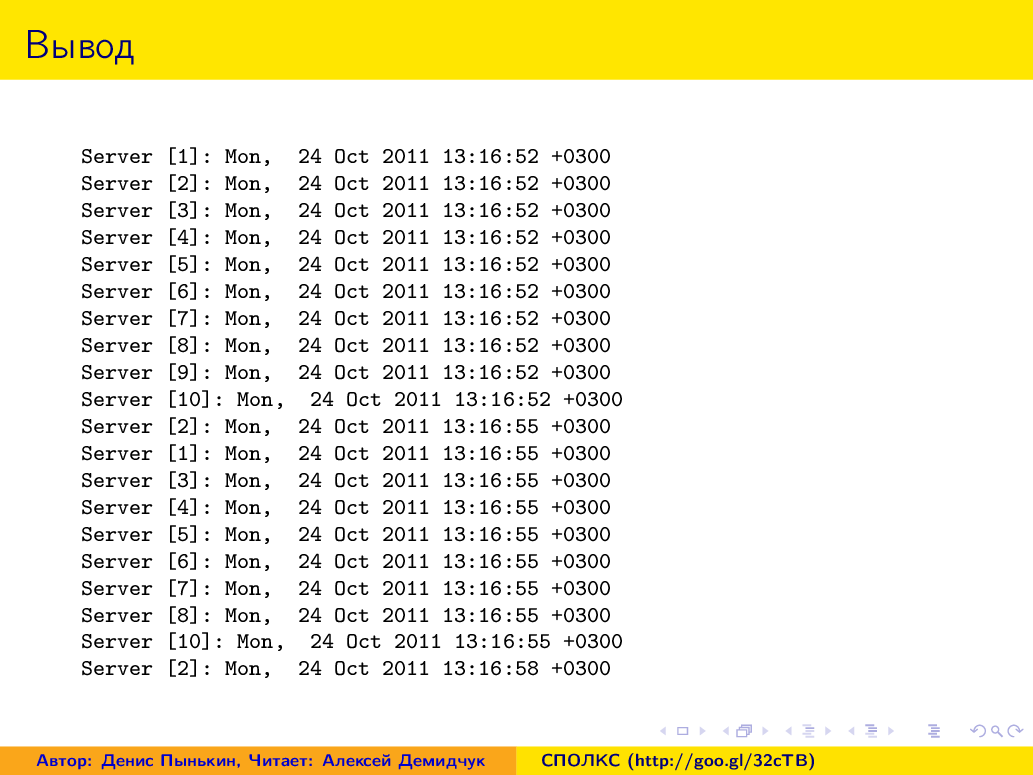 Вывод
Server [1]: Mon,  24 Oct 2011 13:16:52 +0300
Server [2]: Mon,  24 Oct 2011 13:16:52 +0300
Server [3]: Mon,  24 Oct 2011 13:16:52 +0300
Server [4]: Mon,  24 Oct 2011 13:16:52 +0300
Server [5]: Mon,  24 Oct 2011 13:16:52 +0300
Server [6]: Mon,  24 Oct 2011 13:16:52 +0300
Server [7]: Mon,  24 Oct 2011 13:16:52 +0300
Server [8]: Mon,  24 Oct 2011 13:16:52 +0300
Server [9]: Mon,  24 Oct 2011 13:16:52 +0300
Server [10]: Mon,  24 Oct 2011 13:16:52 +0300
Server [2]: Mon,  24 Oct 2011 13:16:55 +0300
Server [1]: Mon,  24 Oct 2011 13:16:55 +0300
Server [3]: Mon,  24 Oct 2011 13:16:55 +0300
Server [4]: Mon,  24 Oct 2011 13:16:55 +0300
Server [5]: Mon,  24 Oct 2011 13:16:55 +0300
Server [6]: Mon,  24 Oct 2011 13:16:55 +0300
Server [7]: Mon,  24 Oct 2011 13:16:55 +0300
Server [8]: Mon,  24 Oct 2011 13:16:55 +0300
Server [10]: Mon,  24 Oct 2011 13:16:55 +0300
Server [2]: Mon,  24 Oct 2011 13:16:58 +0300
Автор: Денис Пынькин, Читает: Алексей Демидчук СПОЛКС (http://goo.gl/32cTB)